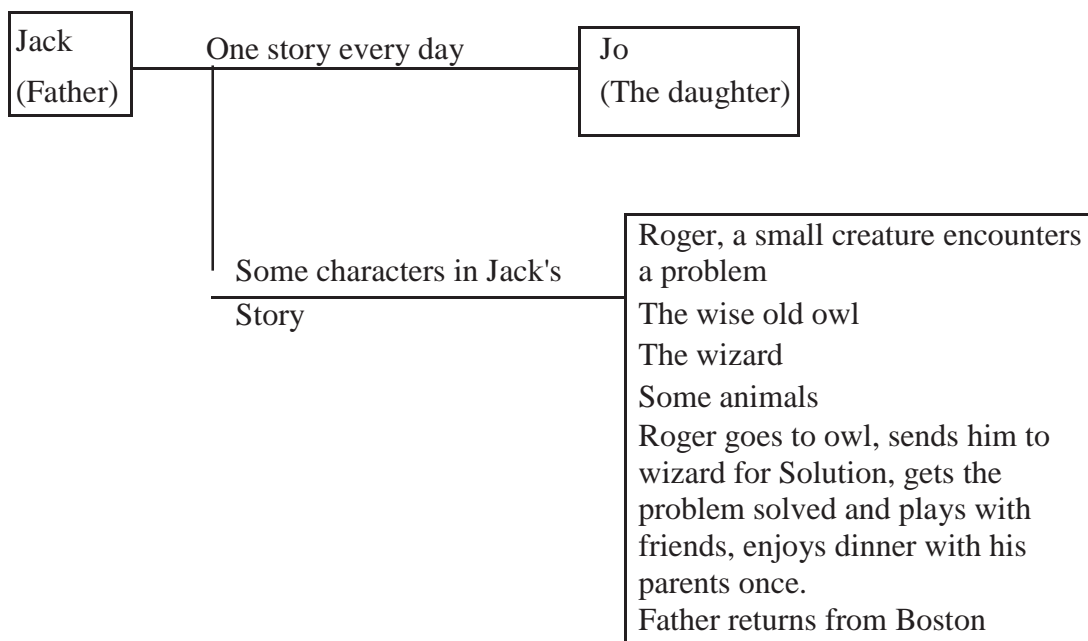 Jack
(Father)
One story every day
Jo
(The daughter)
Some characters in Jack's
Story
Roger, a small creature encounters
a problem
The wise old owl
The wizard
Some animals
Roger goes to owl, sends him to
wizard for Solution, gets the
problem solved and plays with
friends, enjoys dinner with his
parents once.
Father returns from Boston